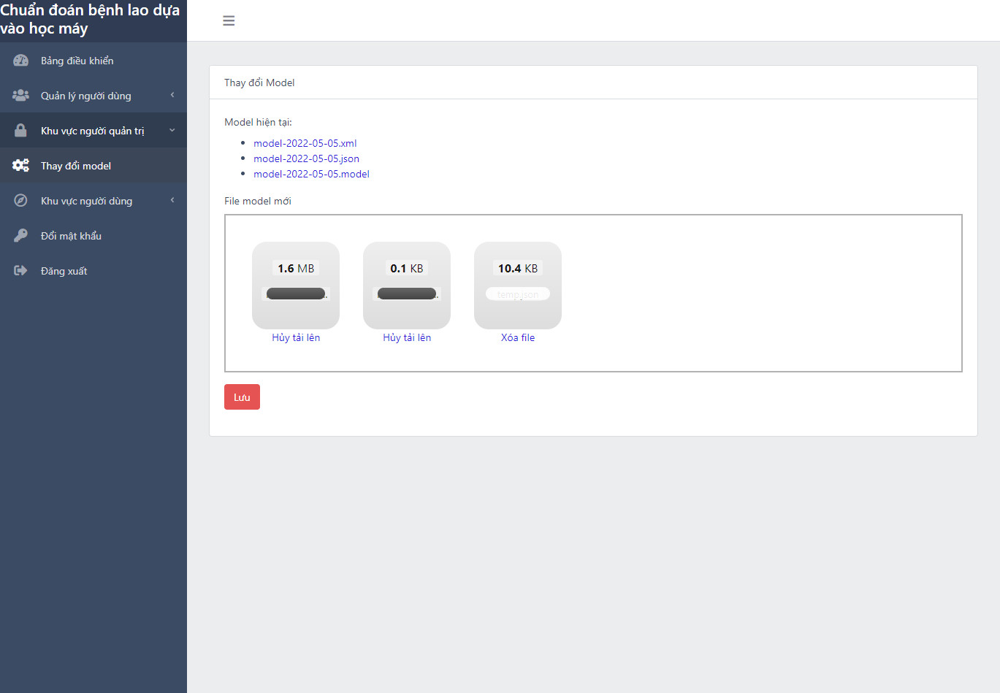 Chuẩn đoán bệnh lao dựa
vào học máy
Bảng điều khiển
Quản lý người dùng
Khu vực người quản trị
Thay đổi model
Khu vực người dùng
Đổi mật khẩu
Đăng xuất
Thay đổi Model
Model hiện tại:
model-2022-05-05.xml
model-2022-05-05.json
model-2022-05-05.model
File model mới
1.6 MB
0.1 KB
10.4 KB
temp.json
Hủy tải lên
Hủy tải lên
Xóa file
Lưu